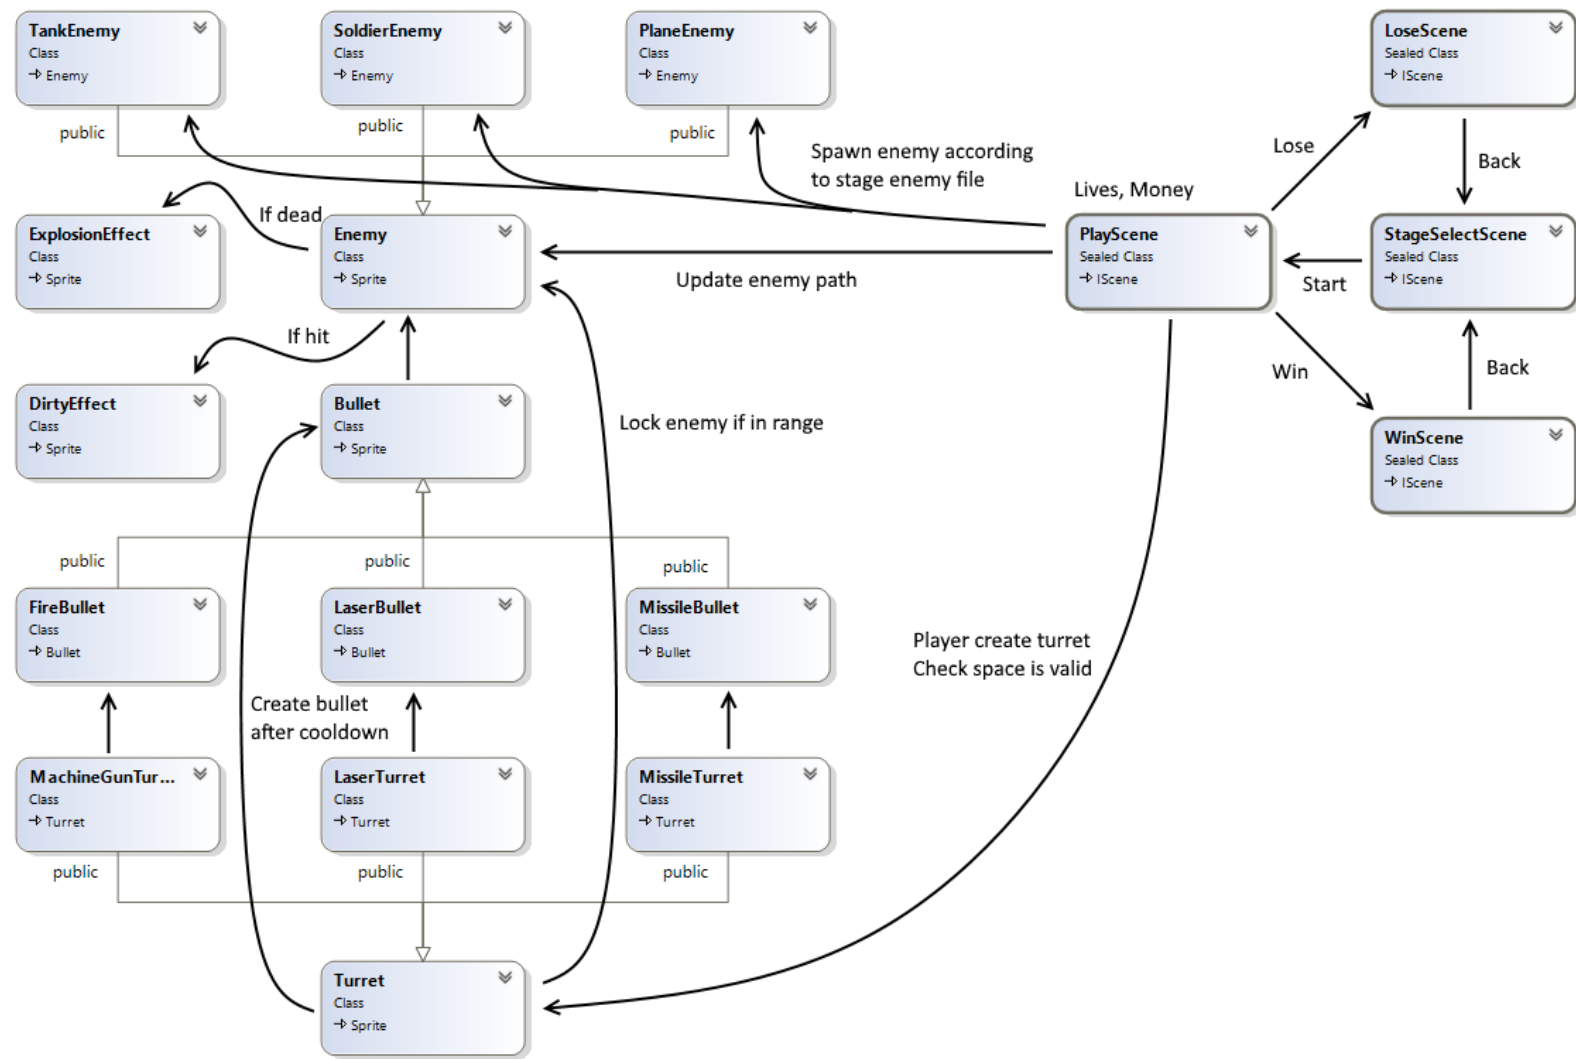 TankEnemy
Class
Enemy
SoldierEnemy
Class
Enemy
PlaneEnemy
Class
Enemy
LoseScene
Sealed Class
IScene
public
public
public
Spawn enemy according
to stage enemy file
Lose
Back
Lives, Money
If dead
ExplosionEffect
Class
Sprite
Enemy
Class
Sprite
Update enemy path
PlayScene
Sealed Class
IScene
Start
StageSelectScene
Sealed Class
IScene
If hit
Win
Back
DirtyEffect
Class
Sprite
Bullet
Class
Sprite
Lock enemy if in range
WinScene
Sealed Class
IScene
public
public
public
FireBullet
Class
Bullet
LaserBullet
Class
Bullet
MissileBullet
Class
Bullet
Player create turret
Check space is valid
Create bullet
after cooldown
MachineGunTur...
Class
Turret
LaserTurret
Class
Turret
MissileTurret
Class
Turret
public
public
public
Turret
Class
Sprite